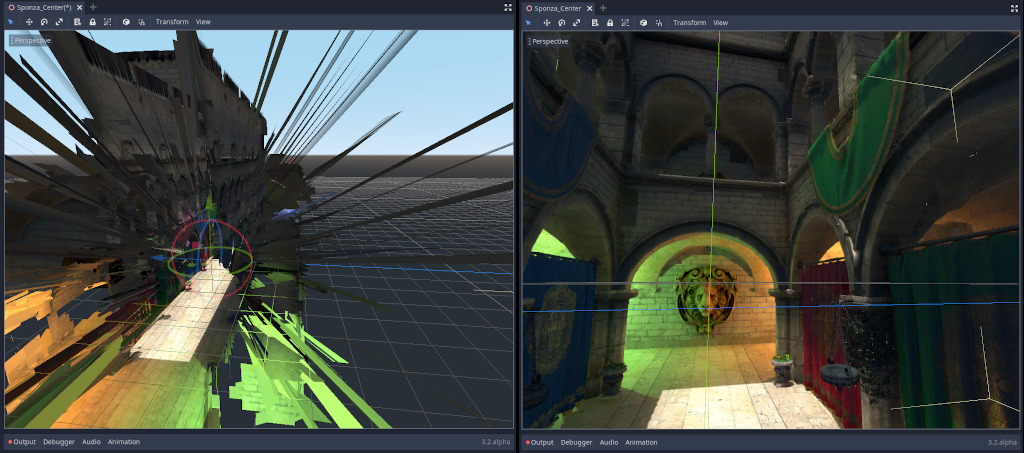 Sponza_Center(*)
Transform View
Perspective
Output Debugger Audio Animation 3.2.alpha
Sponza_Center
Transform View
Perspective
Output Debugger Audio Animation 3.2.alpha